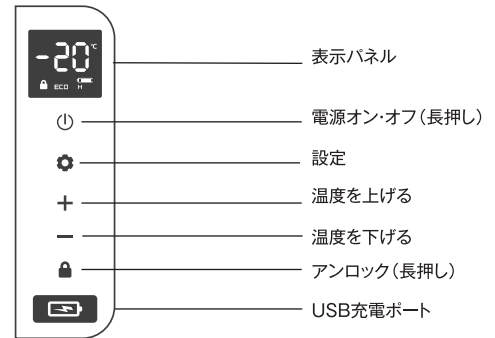 -20℃
ECO H
表示パネル
電源オン・オフ（長押し）
設定
温度を上げる
温度を下げる
アンロック（長押し）
USB充電ポート